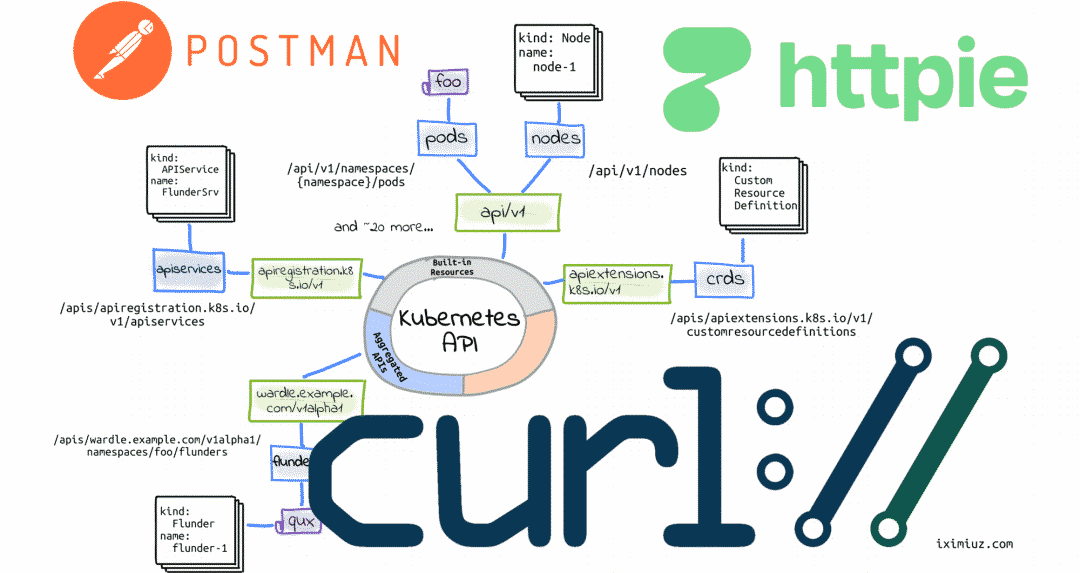 POSTMAN
httpie
kind: Node
name:
node-1
foo
pods
nodes
/api/v1/namespaces/
{namespace}/pods
/api/v1/nodes
kind:
APIService
name:
FlunderSrv
kind:
Custom
Resource
Definition
api/v1
and ~20 more...
apiservices
apiregistration.k8
s.io/v1
Built-in
Resources
apiextensions.
k8s.io/v1
crds
/apis/apiregistration.k8s.io/
v1/apiservices
Kubernetes
API
/apis/apiextensions.k8s.io/v1/
customresourcedefinitions
Aggregated
APIs
wardle.example.
com/v1alpha1
/apis/wardle.example.com/v1alpha1/
namespaces/foo/flunders
flunde
curl://
kind:
Flunder
name:
flunder-1
qux
iximiuz.com